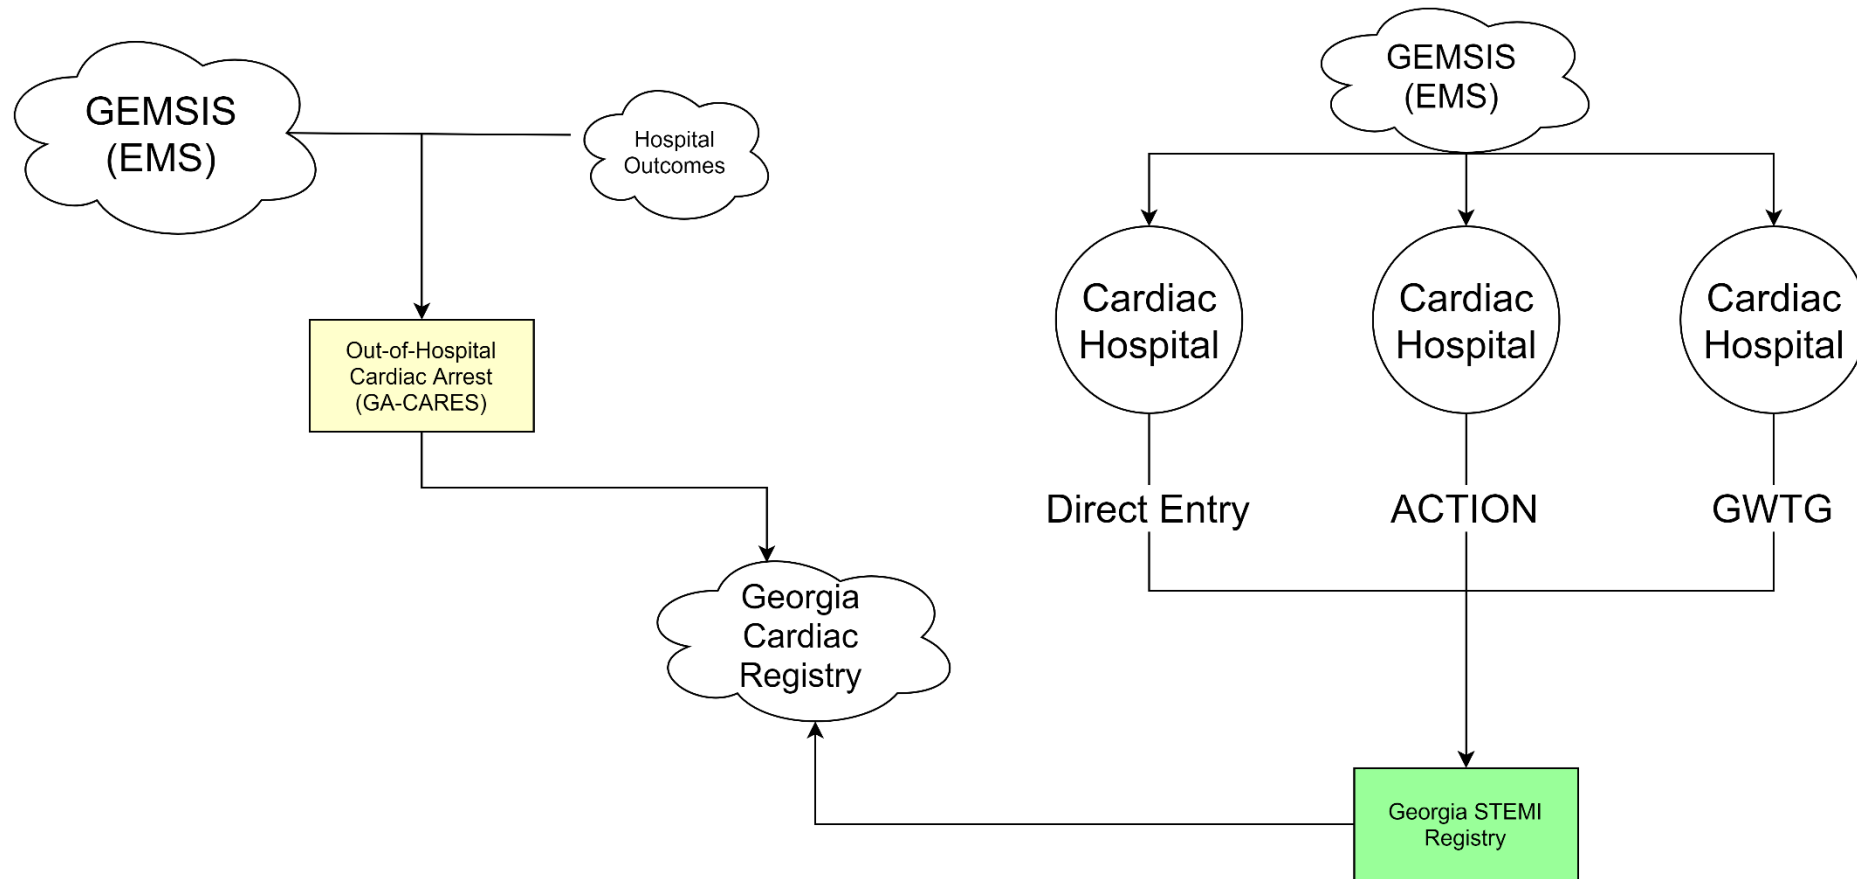 GEMSIS
(EMS)
Hospital
Outcomes
GEMSIS
(EMS)
Cardiac
Hospital
Cardiac
Hospital
Cardiac
Hospital
Out-of-Hospital
Cardiac Arrest
(GA-CARES)
Direct Entry
ACTION
GWTG
Georgia
Cardiac
Registry
Georgia STEMI
Registry